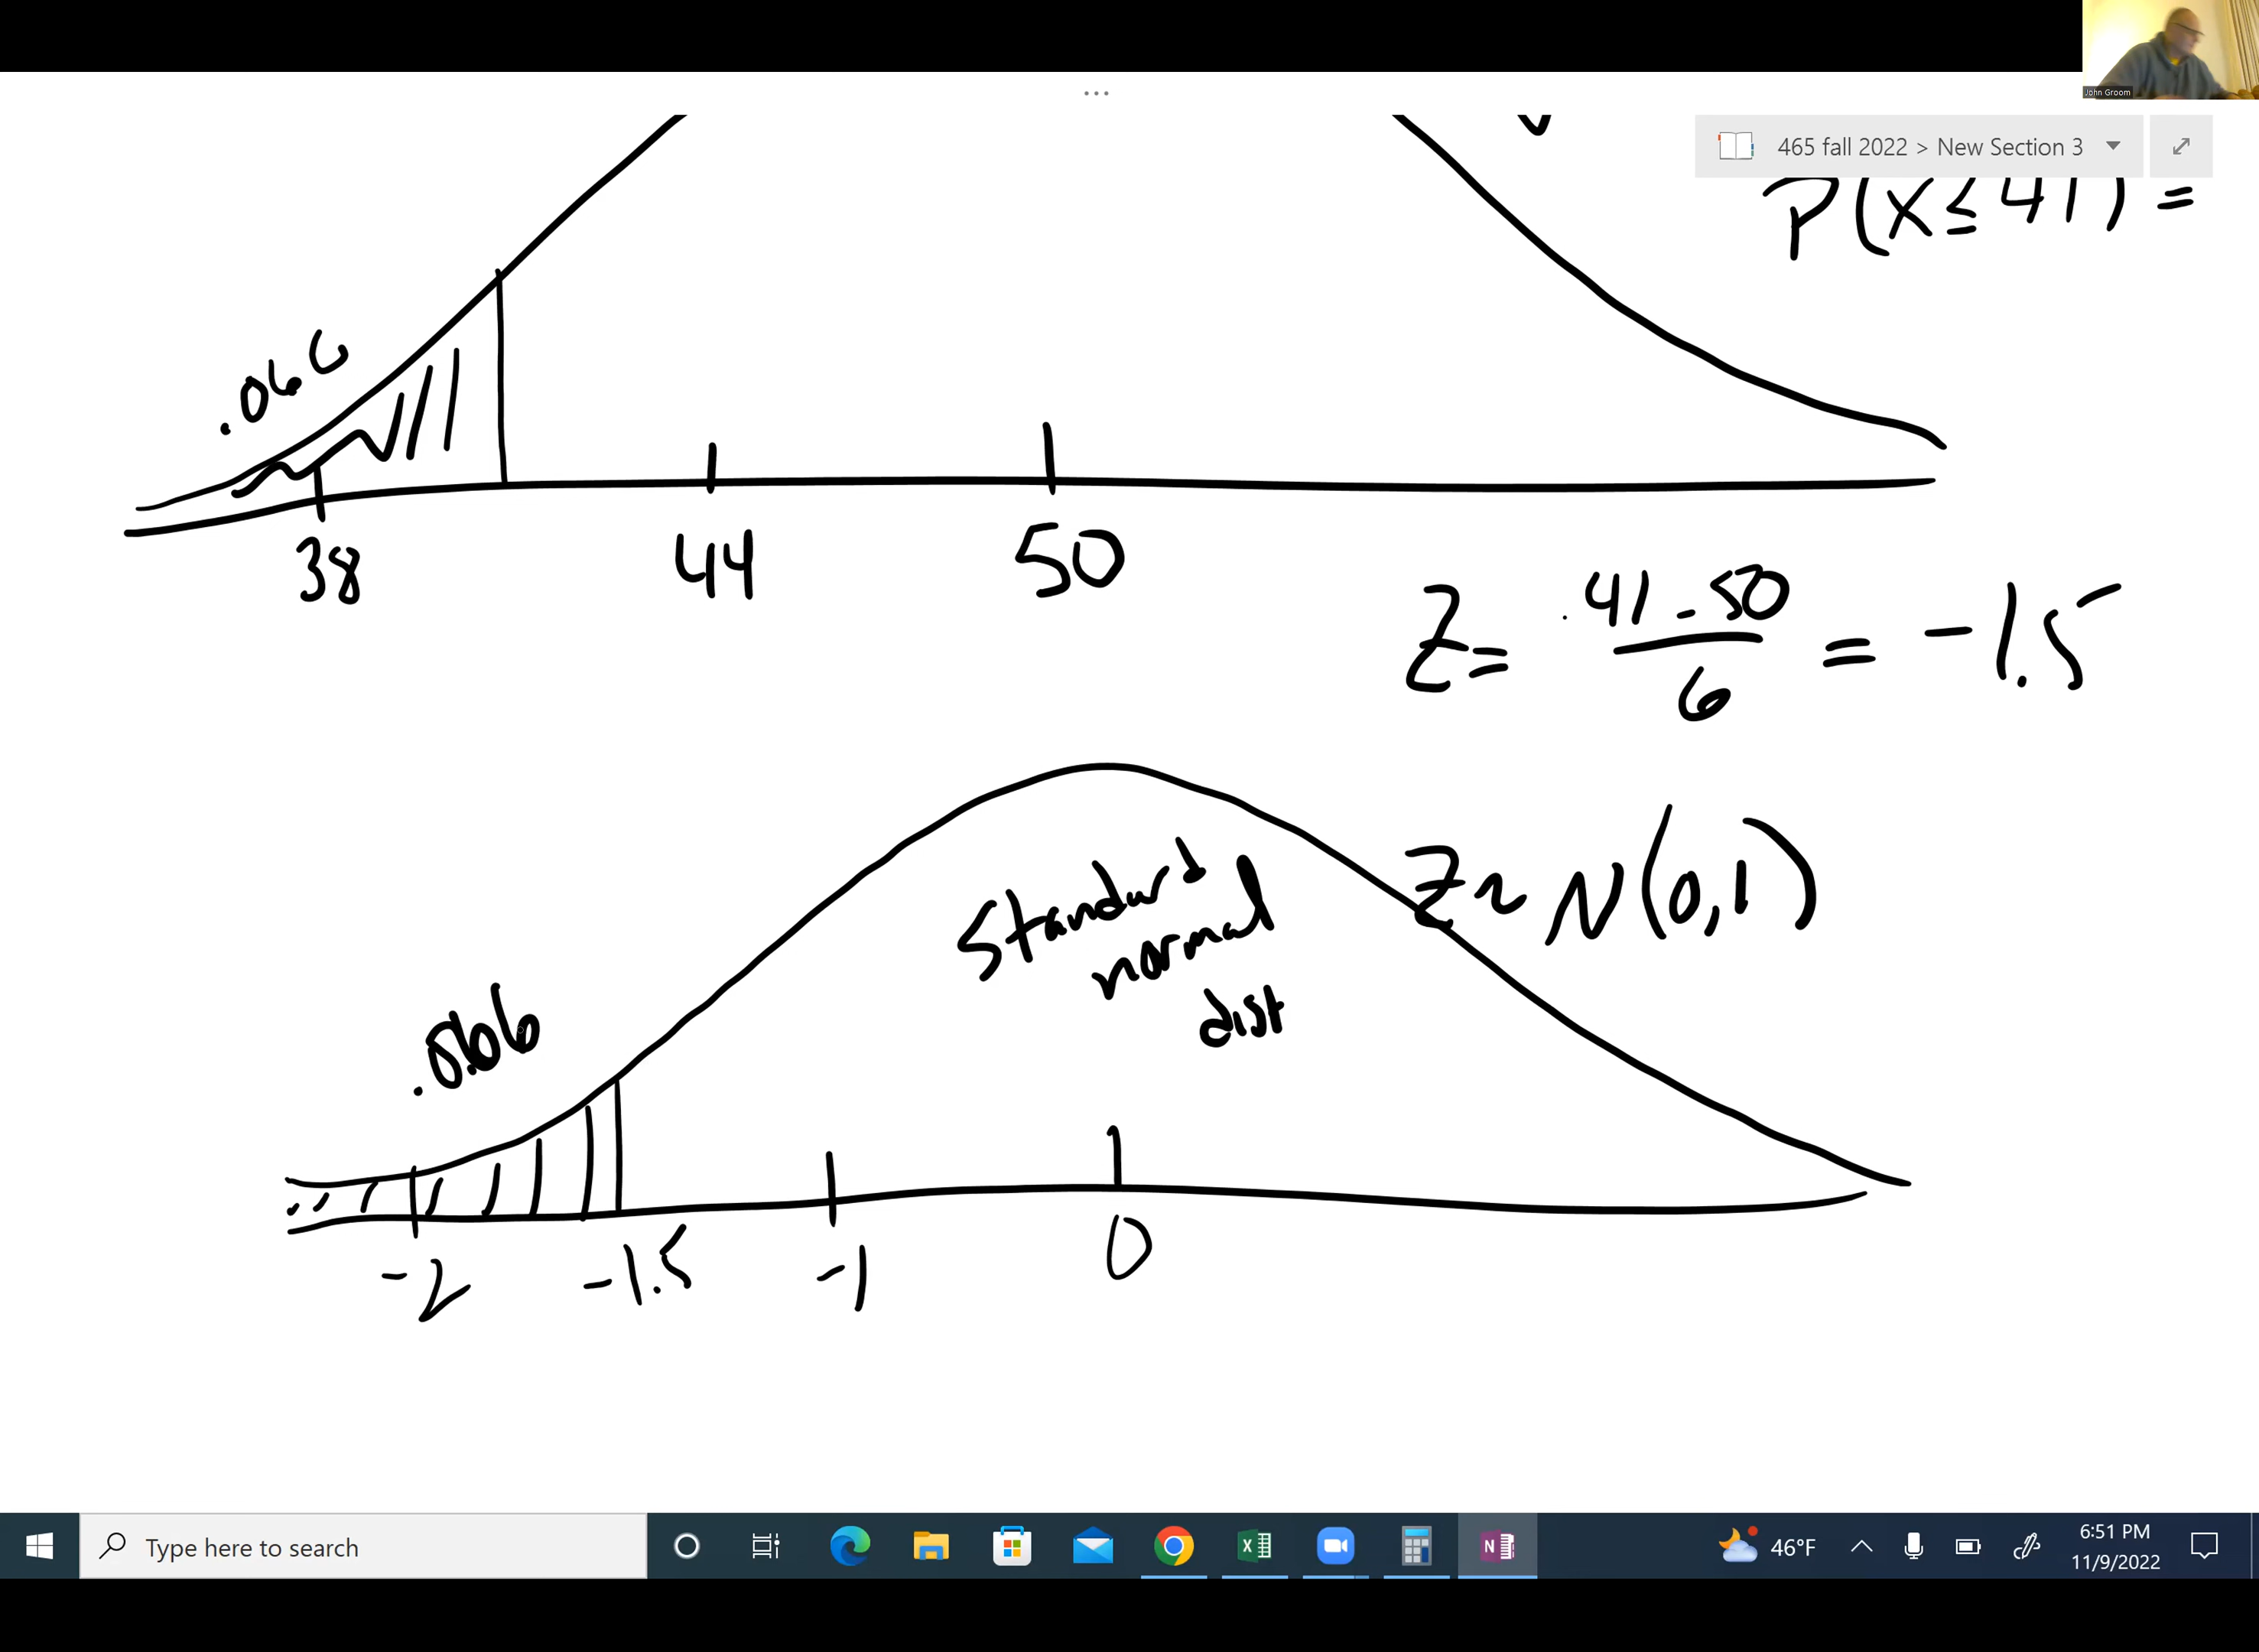 John Groom
465 fall 2022 > New Section 3
P(X ≤ 41) =
.066
38 44 50
Z = 41 - 50 / 6 = -1.5
Standard
normal
dist
Z ~ N(0,1)
.066
-2 -1.5 -1 0
Type here to search
46°F
6:51 PM
11/9/2022